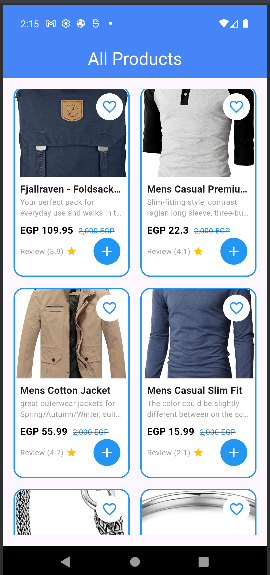 2:15
All Products
Fjallraven - Foldsack...
Your perfect pack for
everyday use and walks in t...
EGP 109.95 2,000 EGP
Review (3.9)
Mens Casual Premiu...
Slim-fitting style, contrast
raglan long sleeve, three-bu...
EGP 22.3 2,000 EGP
Review (4.1)
Mens Cotton Jacket
great outerwear jackets for
Spring/Autumn/Winter, suit...
EGP 55.99 2,000 EGP
Review (4.7)
Mens Casual Slim Fit
The color could be slightly
different between on the sc...
EGP 15.99 2,000 EGP
Review (2.1)